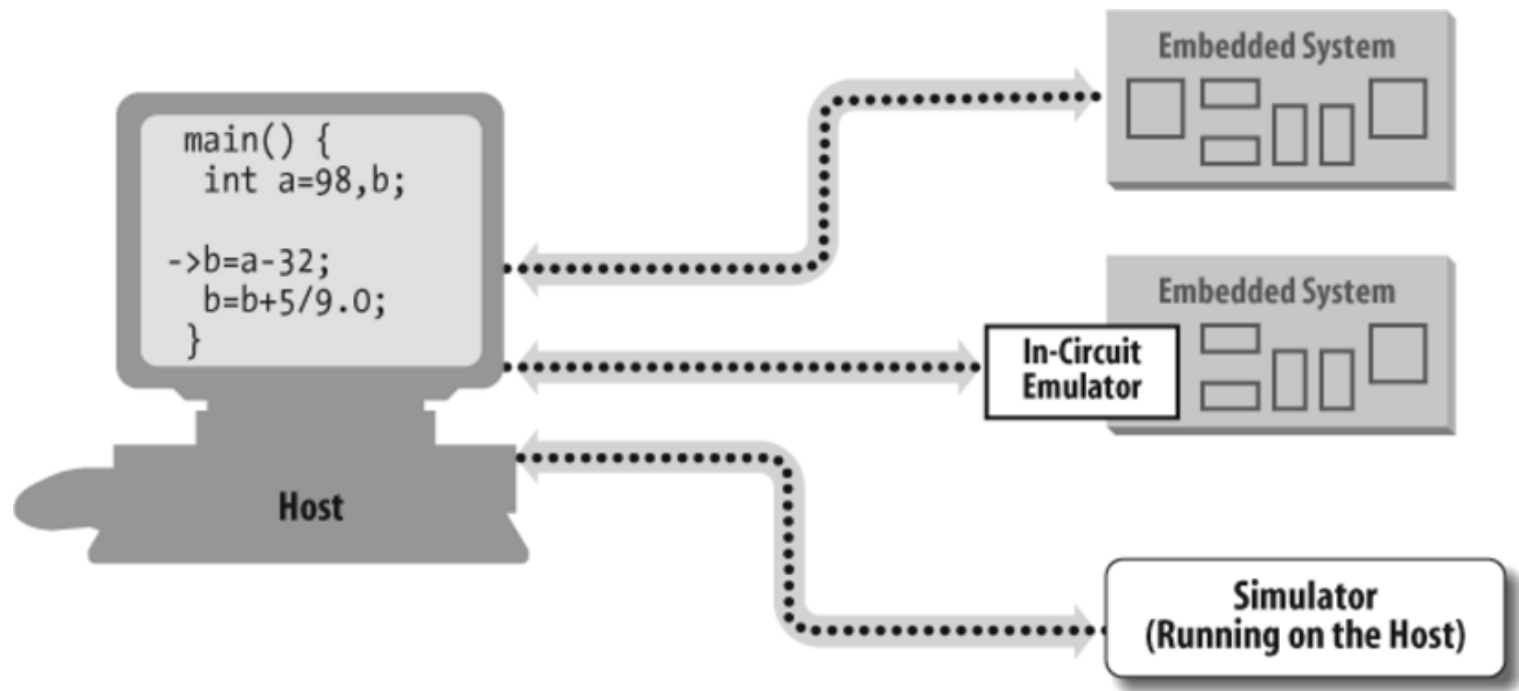 main() {
int a=98,b;
->b=a-32;
b=b+5/9.0;
}
Host
Embedded System
Embedded System
In-Circuit
Emulator
Simulator
(Running on the Host)